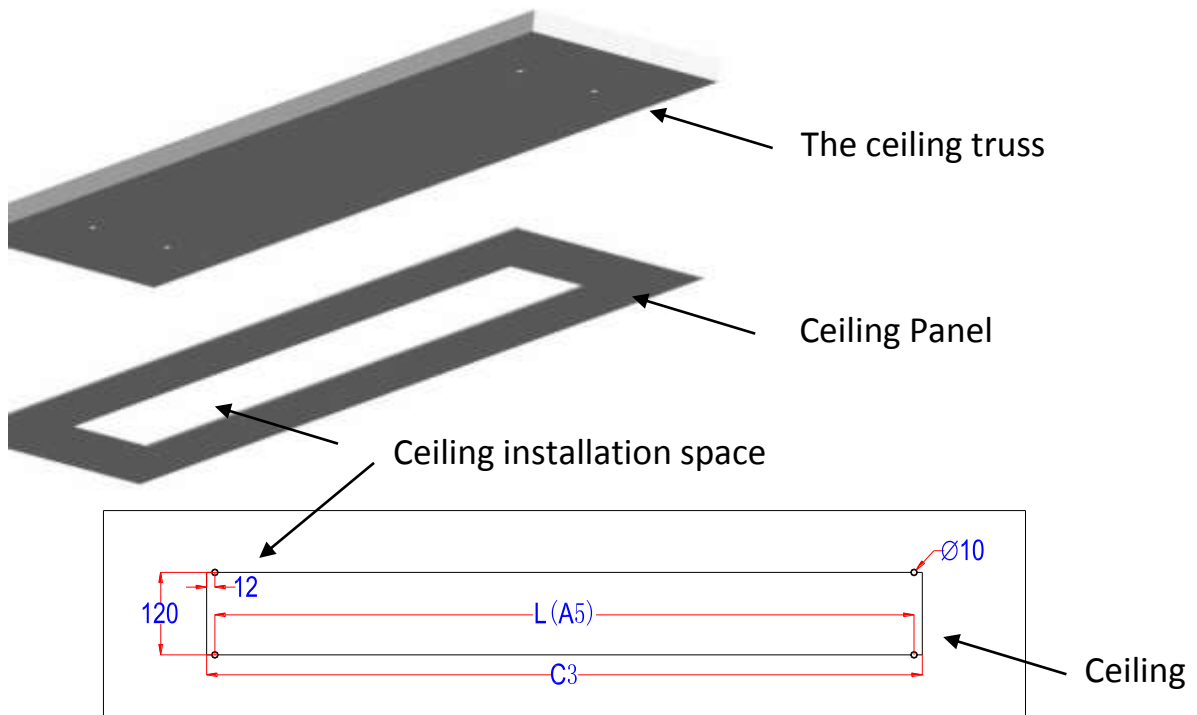 The ceiling truss
Ceiling Panel
Ceiling installation space
Ø10
12
120
L(A5)
C3
Ceiling